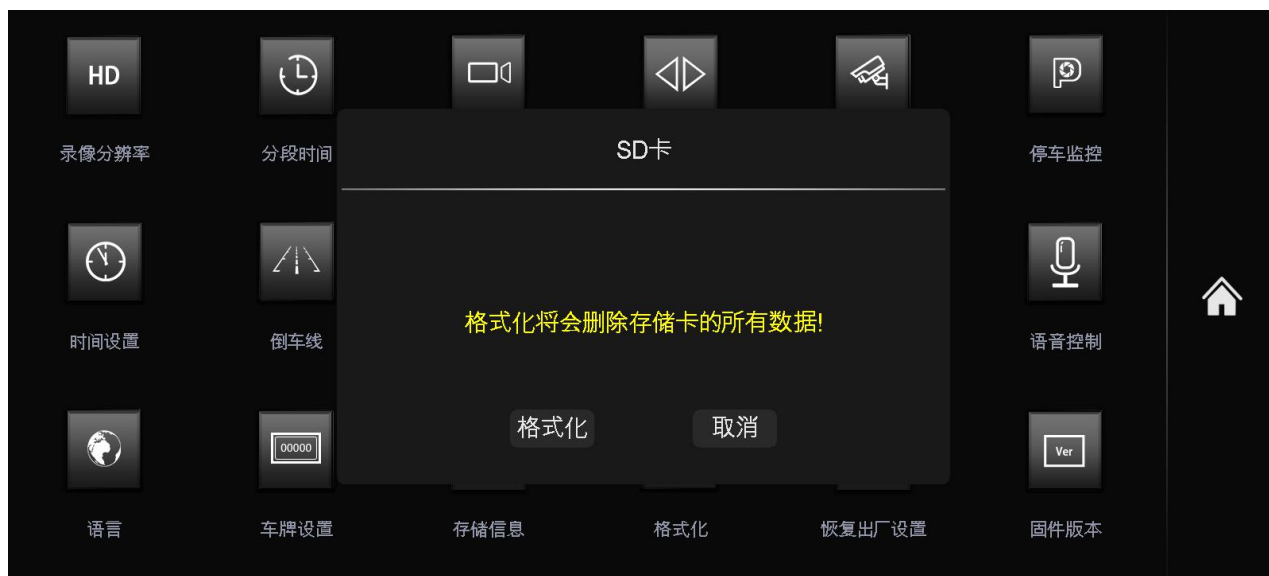 HD
录像分辨率
分段时间
SD卡
停车监控
格式化将会删除存储卡的所有数据!
时间设置
倒车线
语音控制
格式化
取消
00000
Ver
语言
车牌设置
存储信息
格式化
恢复出厂设置
固件版本